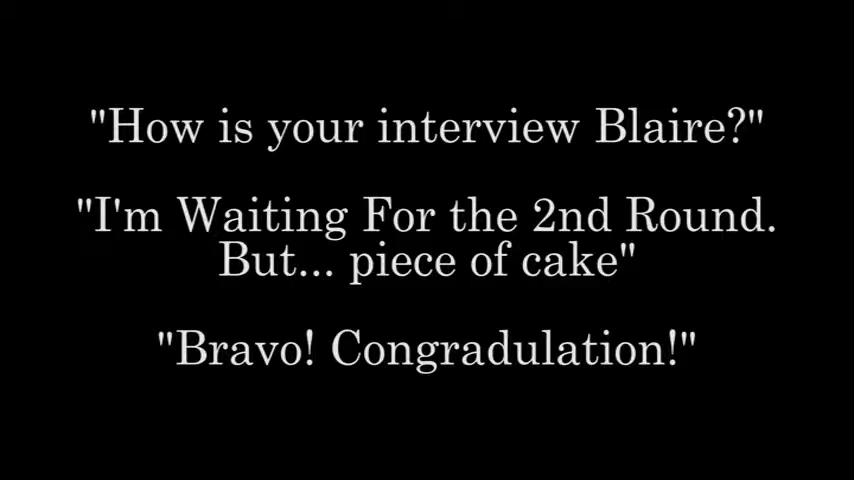 "How is your interview Blaire?"
"I'm Waiting For the 2nd Round.
But... piece of cake"
"Bravo! Congradulation!"